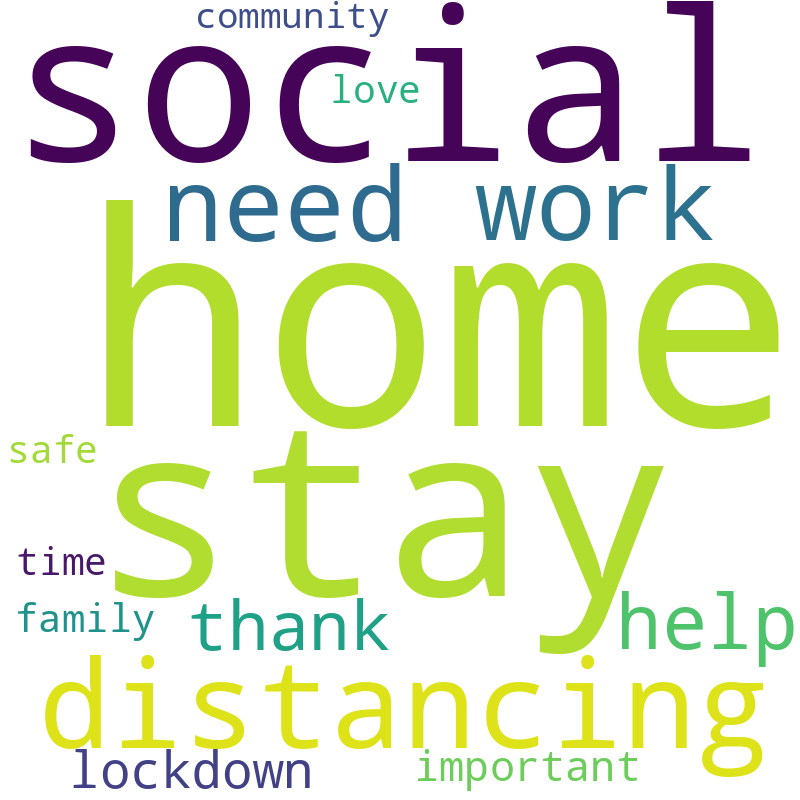 community
social
love
need work
home
stay
safe
time
family thank help
distancing
lockdown important